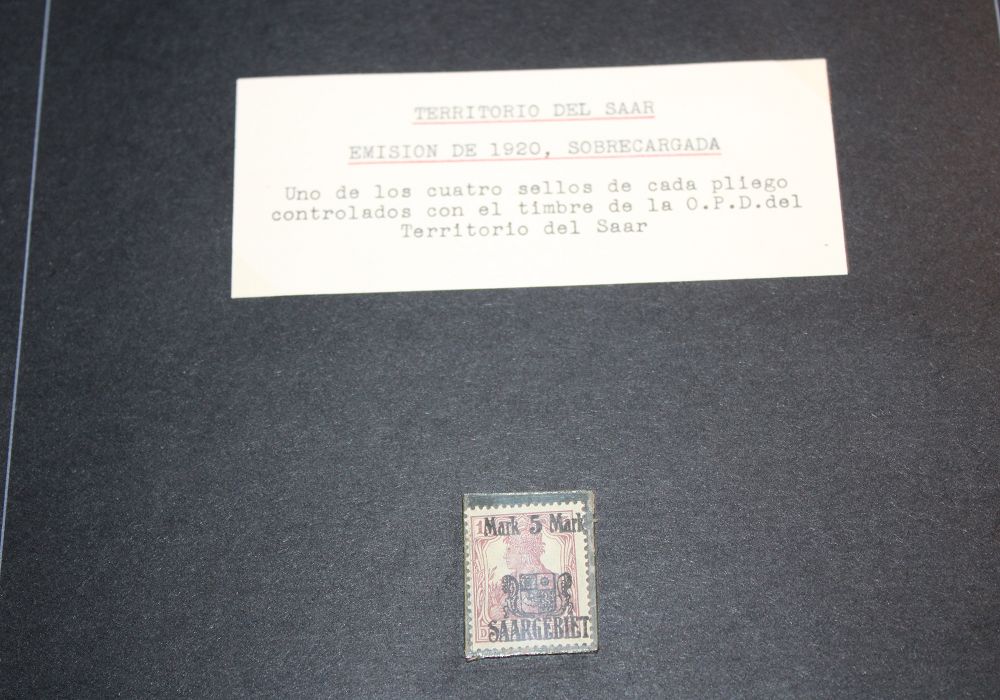 TERRITORIO DEL SAAR
EMISION DE 1920, SOBRECARGADA
Uno de los cuatro sellos de cada pliego
controlados con el timbre de la O.P.D.del
Territorio del Saar
Mark 5 Mark
SAARGEBIET